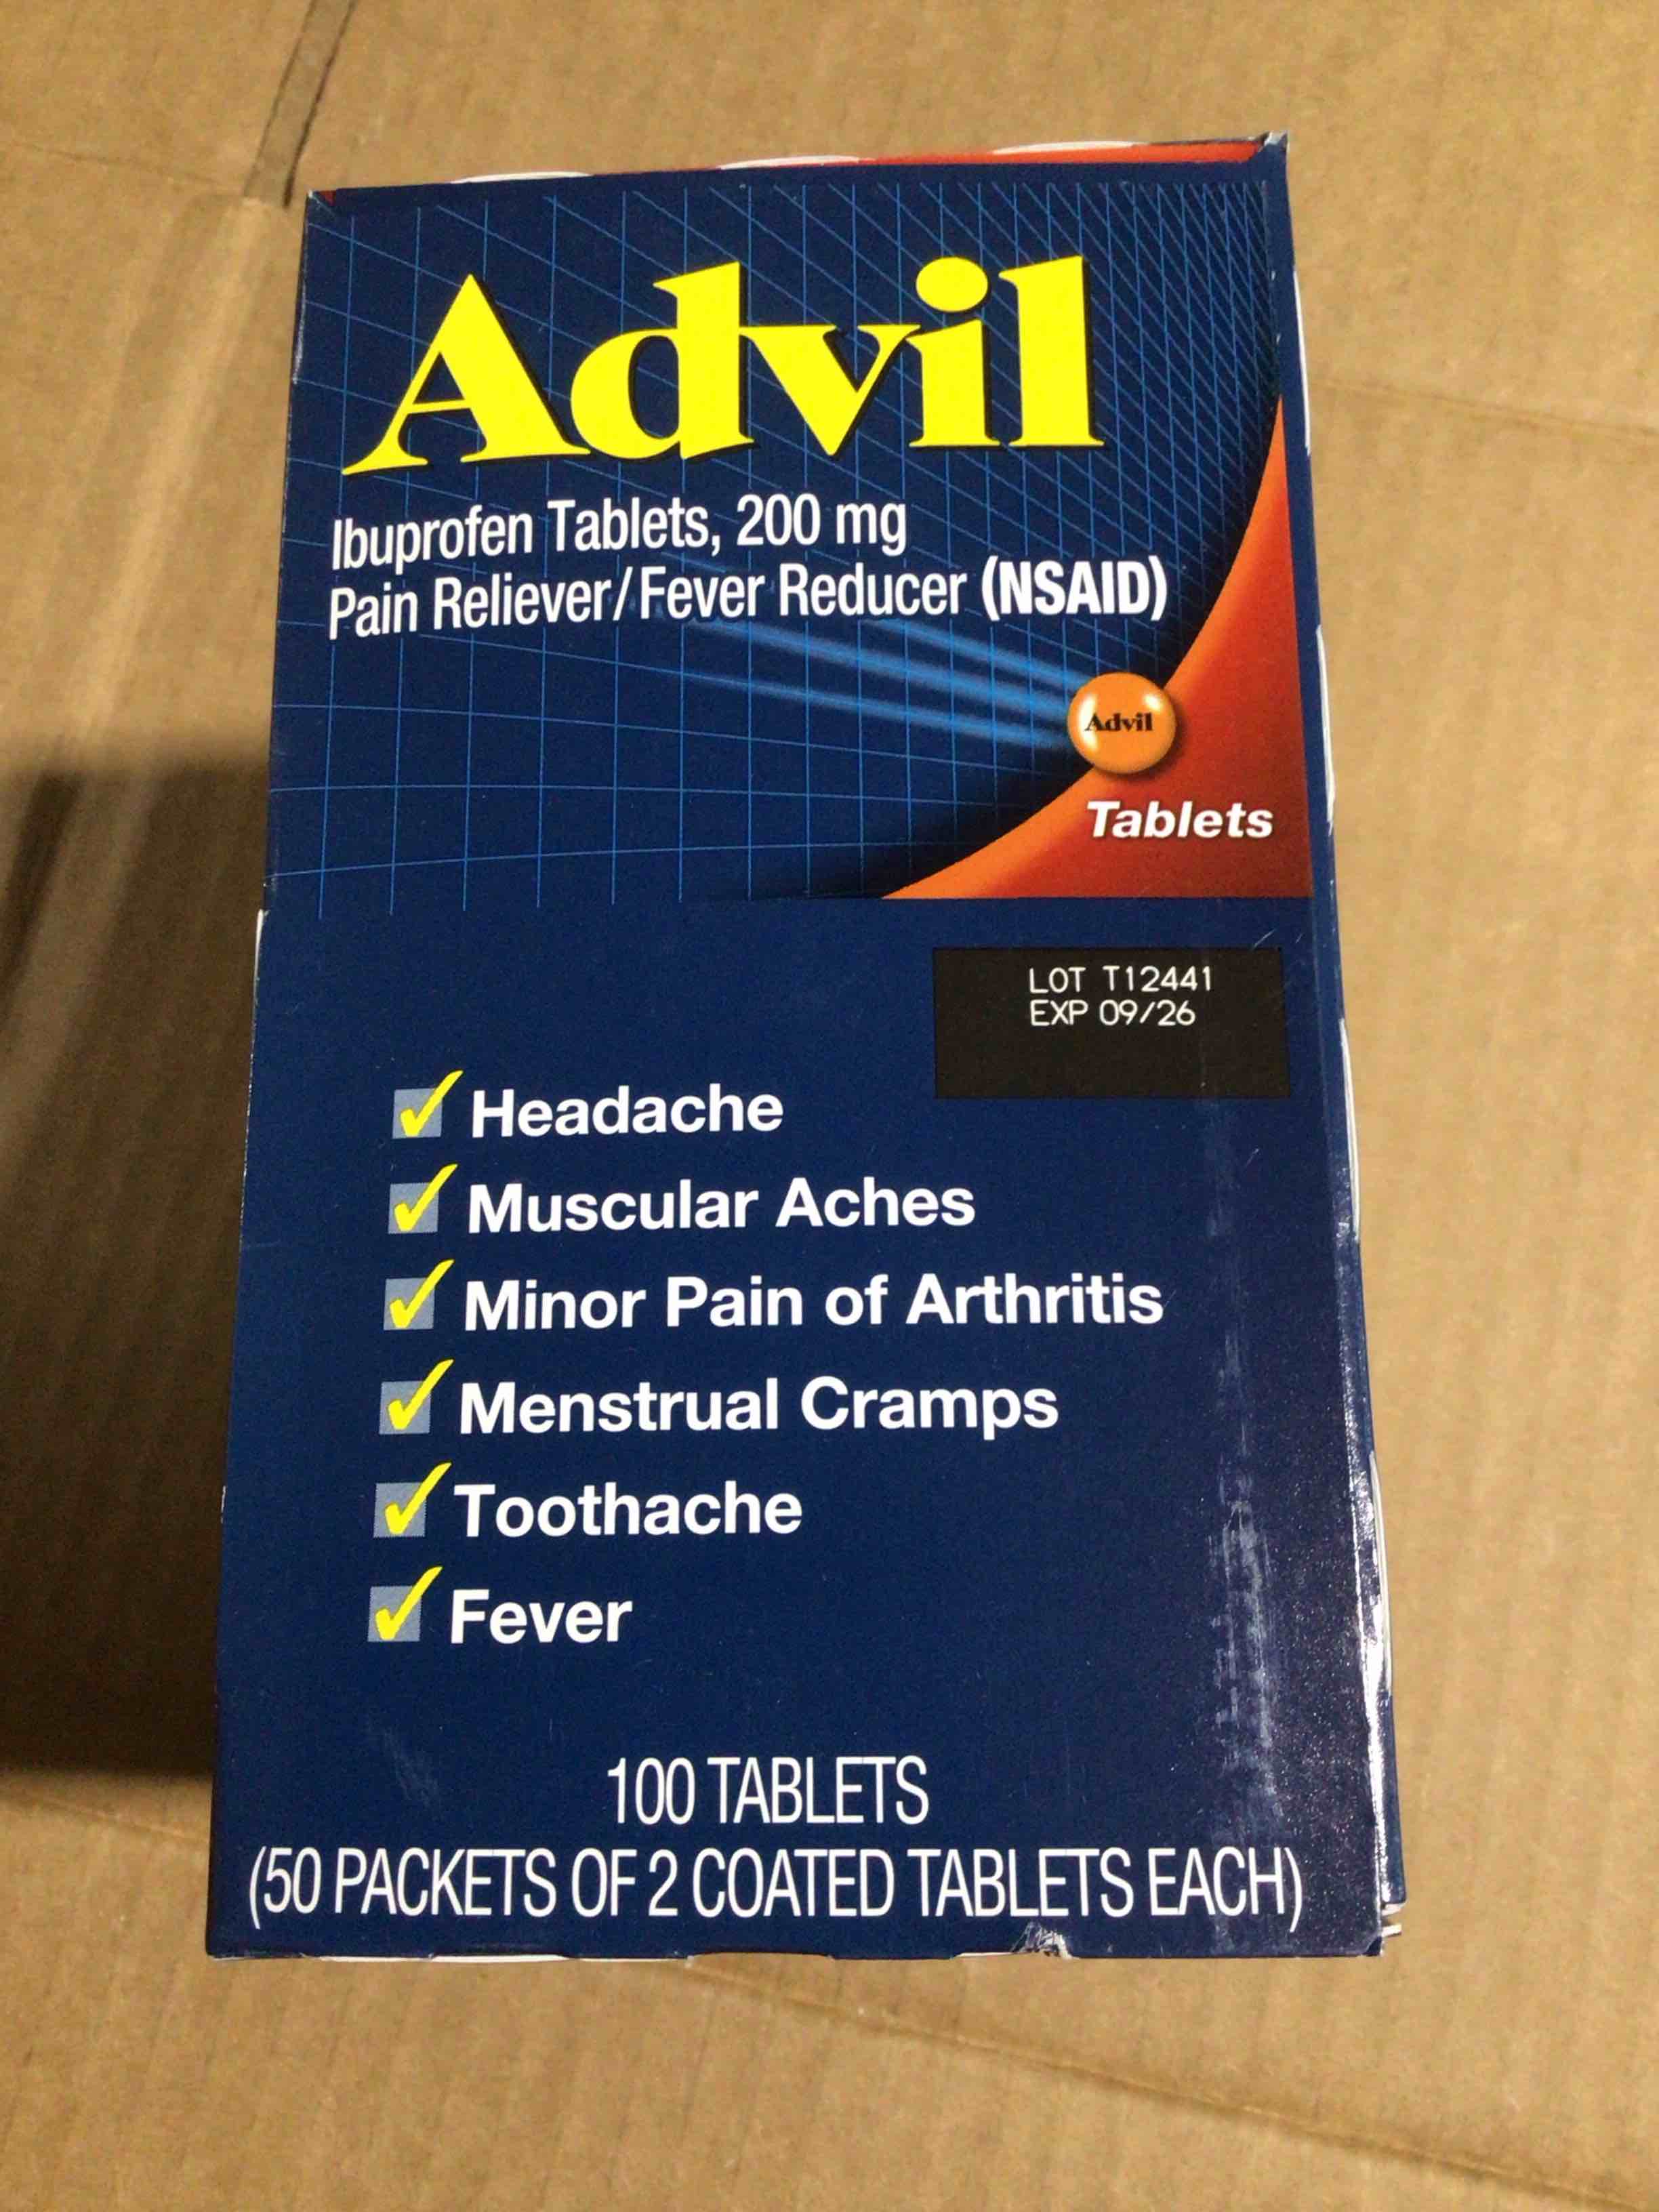 Advil
Ibuprofen Tablets, 200 mg
Pain Reliever/Fever Reducer (NSAID)
Advil
Tablets
LOT T12441
EXP 09/26
Headache
Muscular Aches
Minor Pain of Arthritis
Menstrual Cramps
Toothache
Fever
100 TABLETS
(50 PACKETS OF 2 COATED TABLETS EACH)